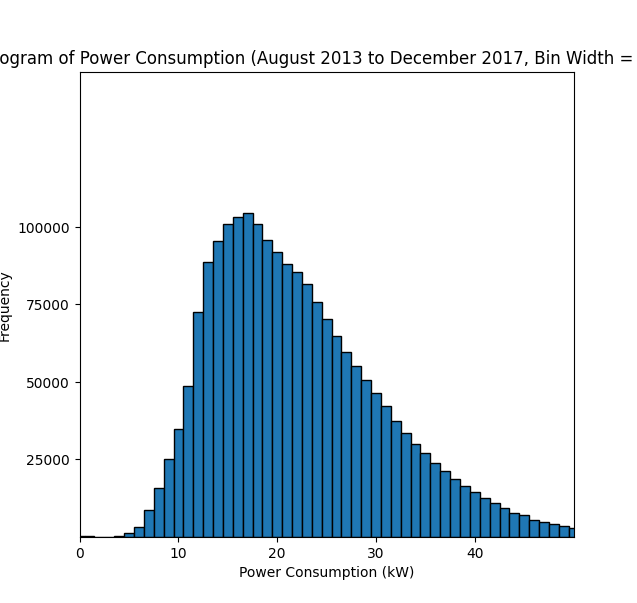 ogram of Power Consumption (August 2013 to December 2017, Bin Width =
100000
75000
50000
25000
Frequency
0 10 20 30 40
Power Consumption (kW)